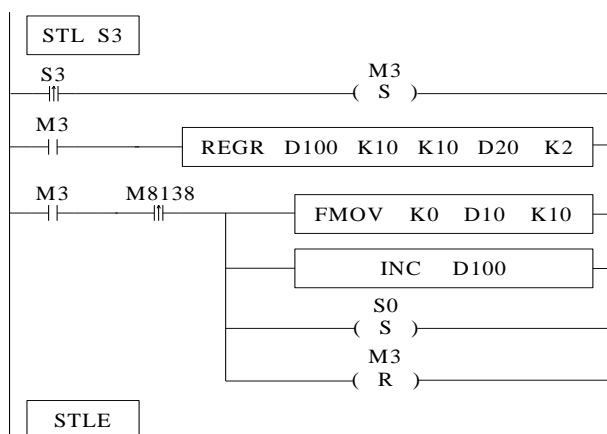 STL S3
S3
M3
S
M3
REGR D100 K10 K10 D20 K2
M3
M8138
FMOV K0 D10 K10
INC D100
S0
S
M3
R
STLE